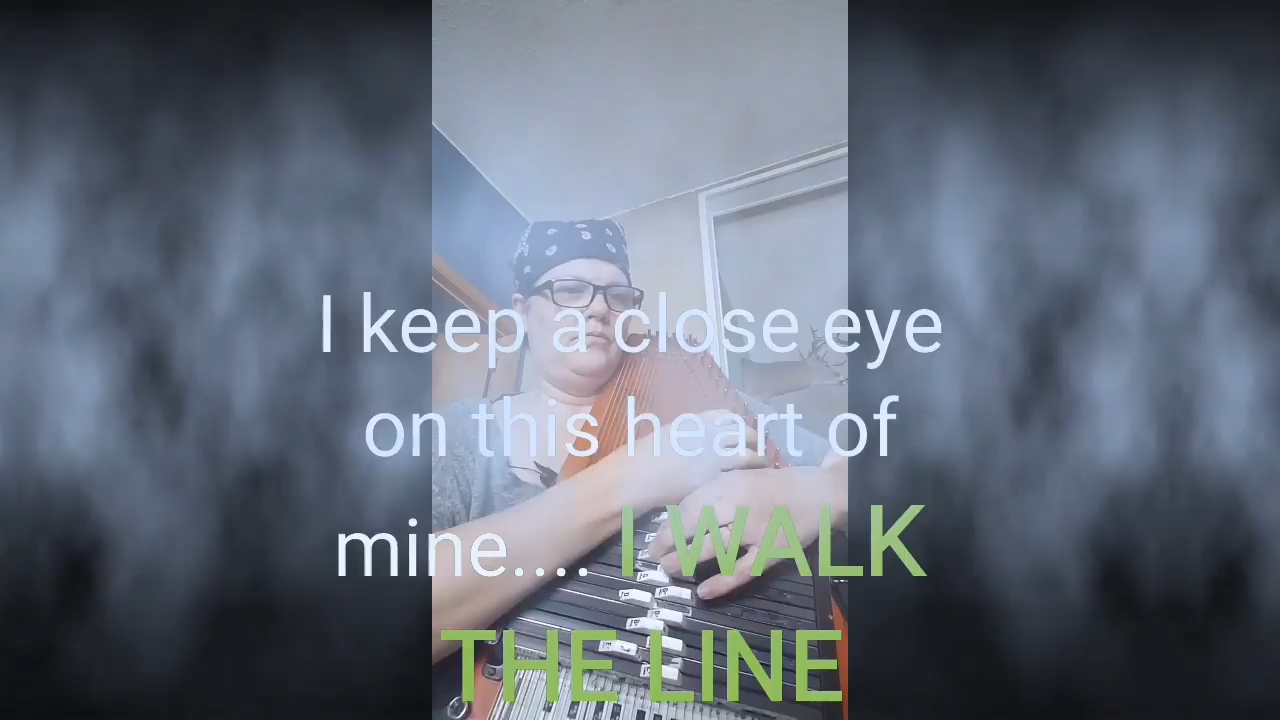 I keep a close eye
on this heart of
mine.... I WALK
THE LINE